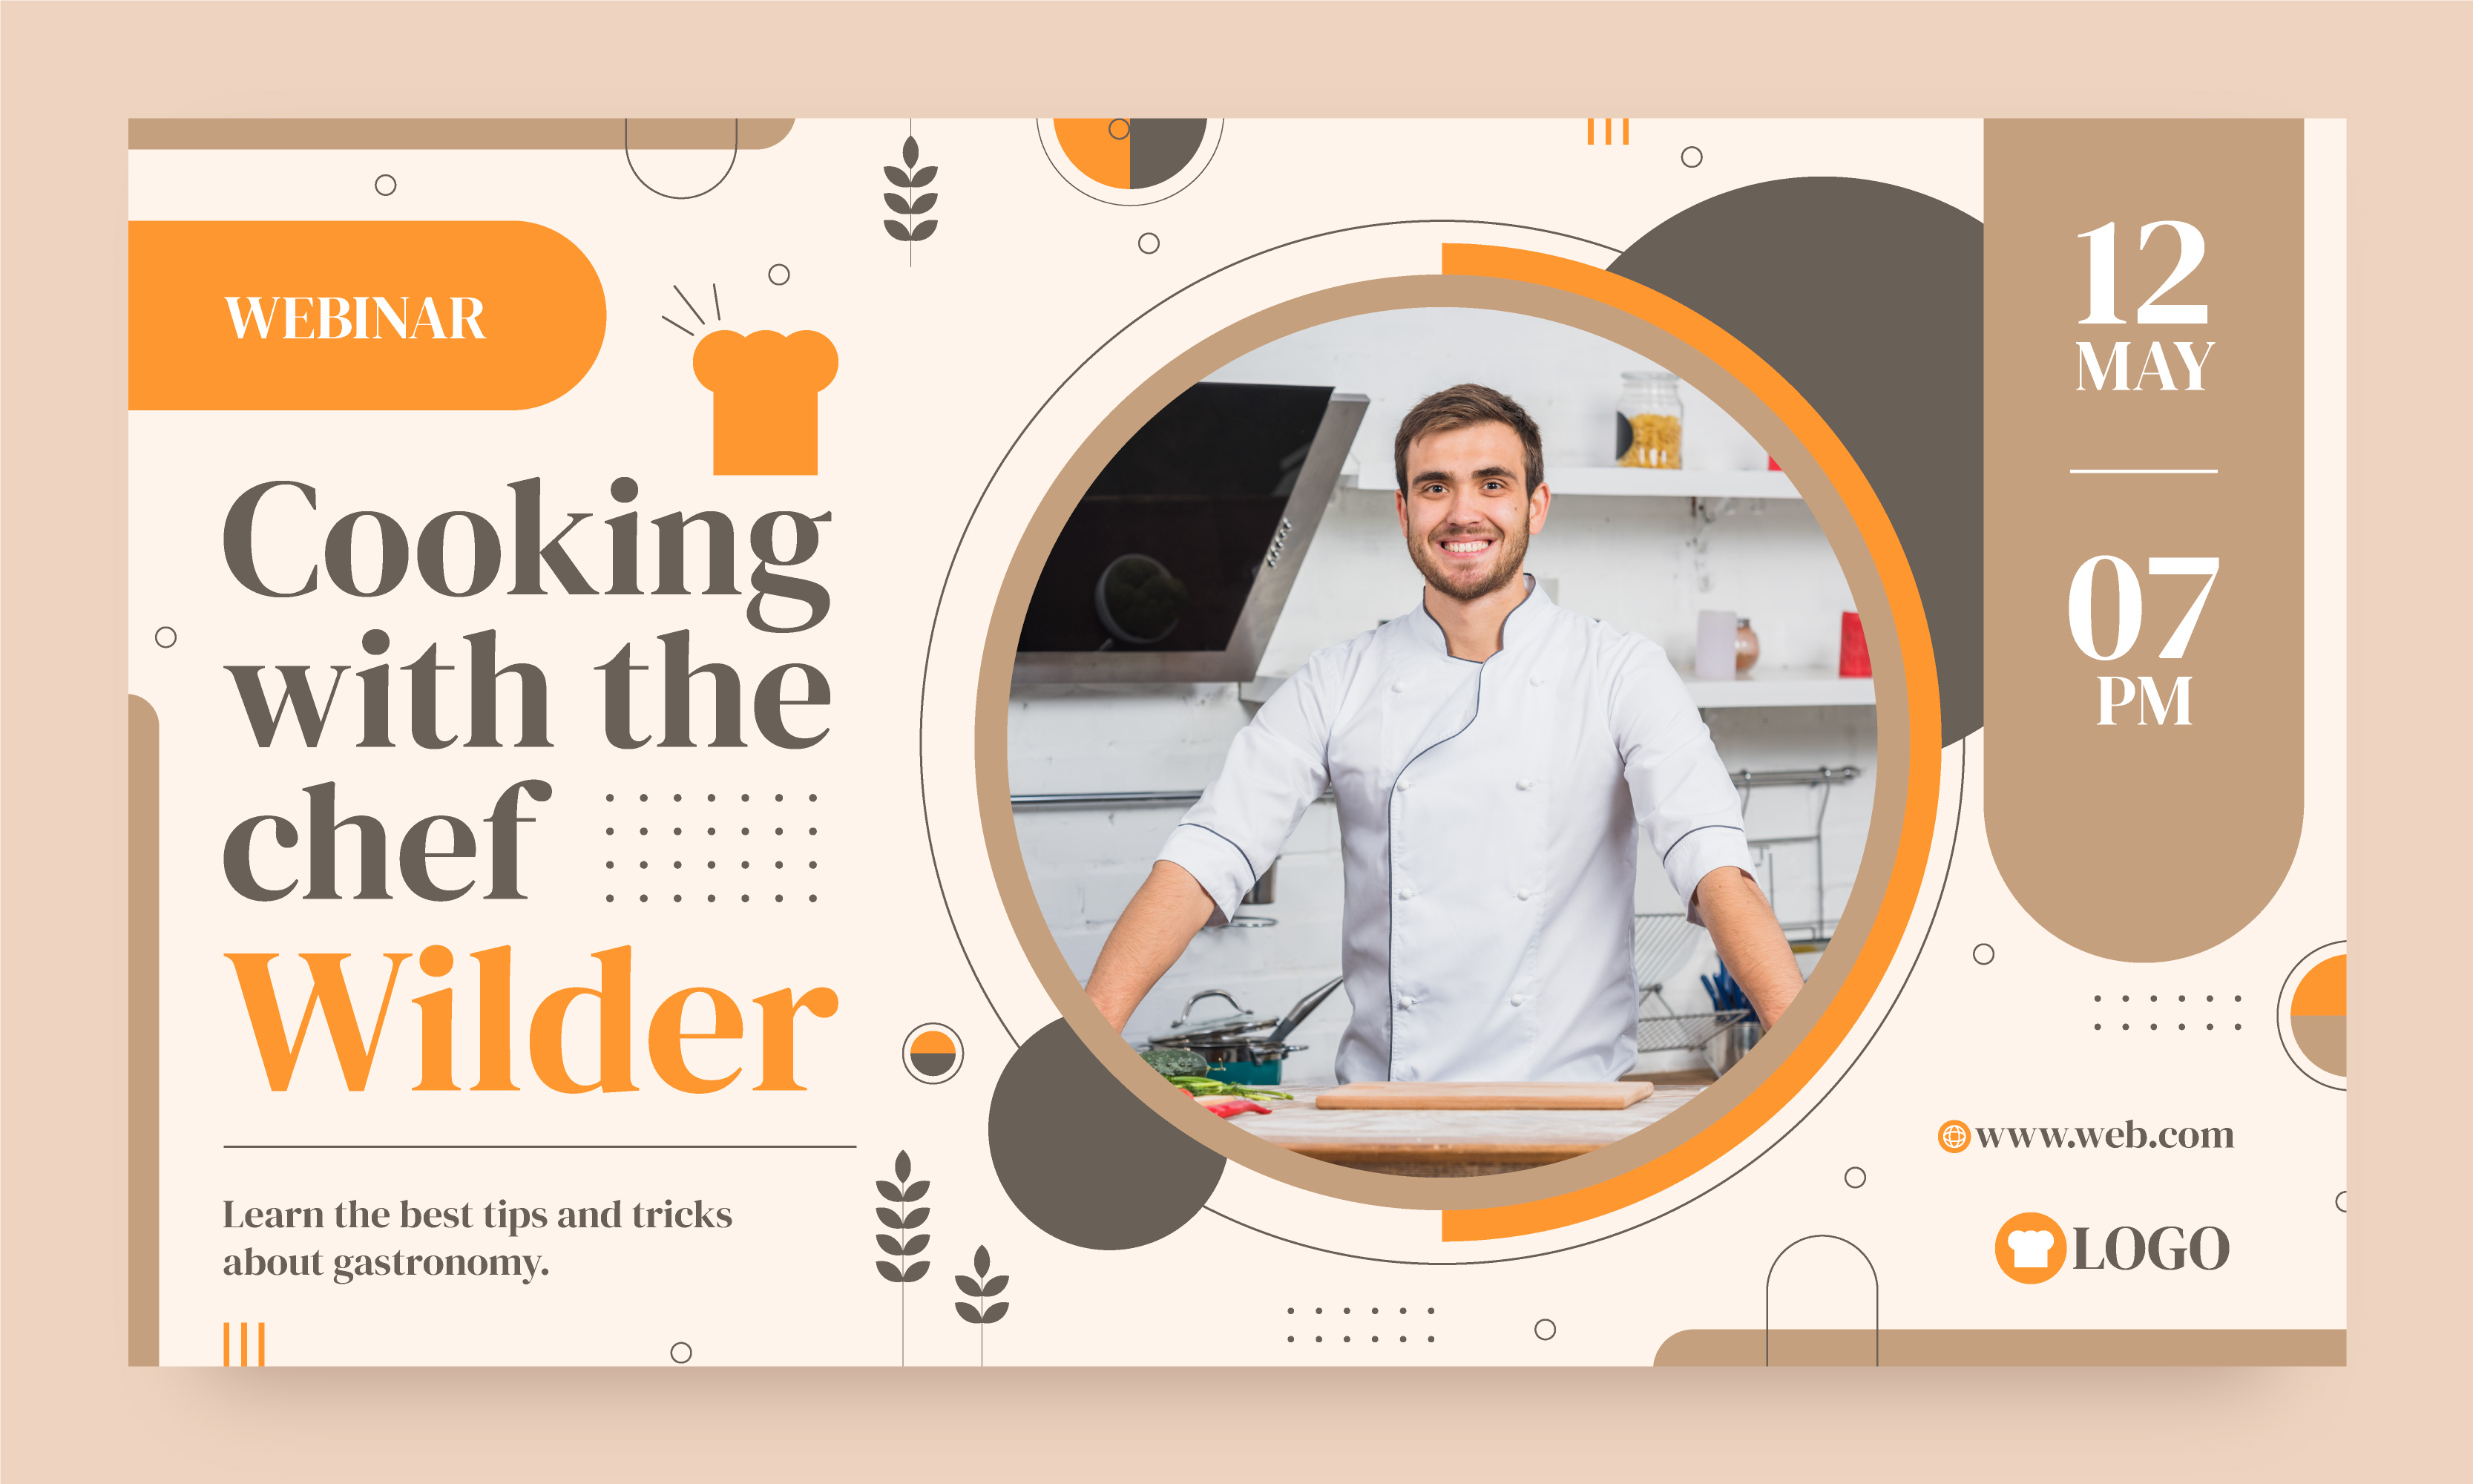 WEBINAR
Cooking
with the
chef
Wilder
Learn the best tips and tricks
about gastronomy.
12
MAY
07
PM
www.web.com
LOGO